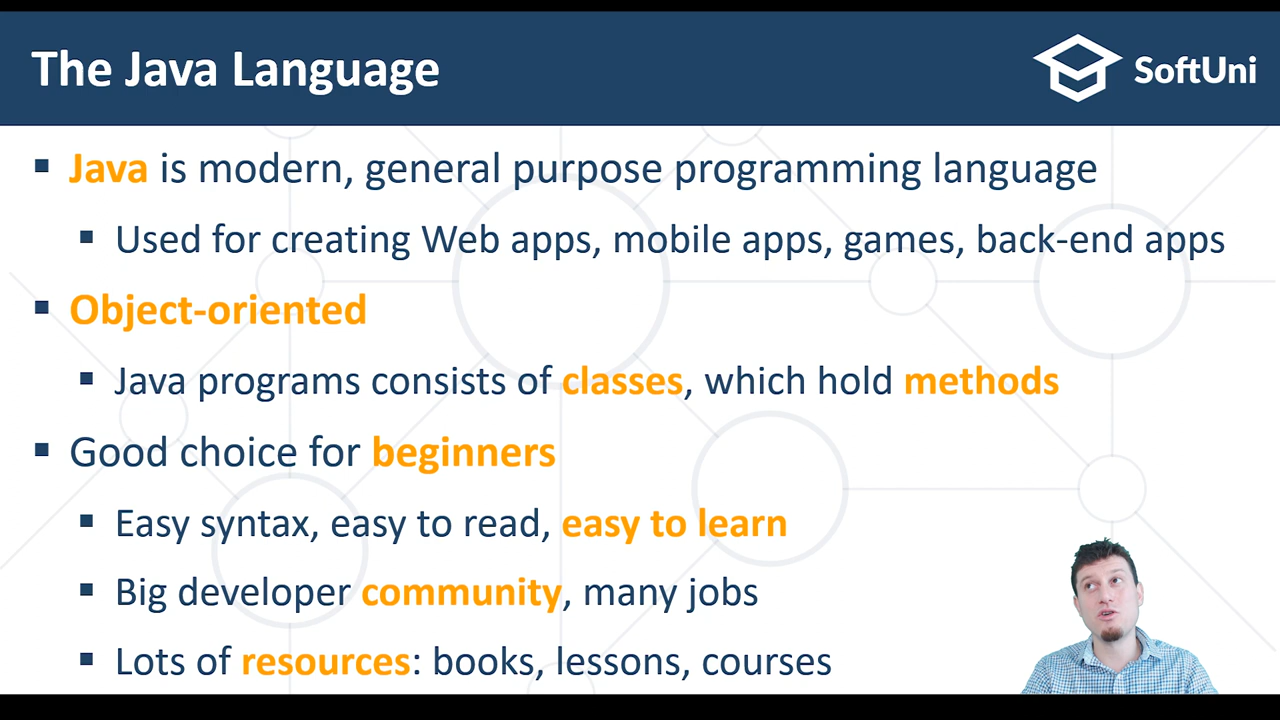 The Java Language
SoftUni
Java is modern, general purpose programming language
Used for creating Web apps, mobile apps, games, back-end apps
Object-oriented
Java programs consists of classes, which hold methods
Good choice for beginners
Easy syntax, easy to read, easy to learn
Big developer community, many jobs
Lots of resources: books, lessons, courses